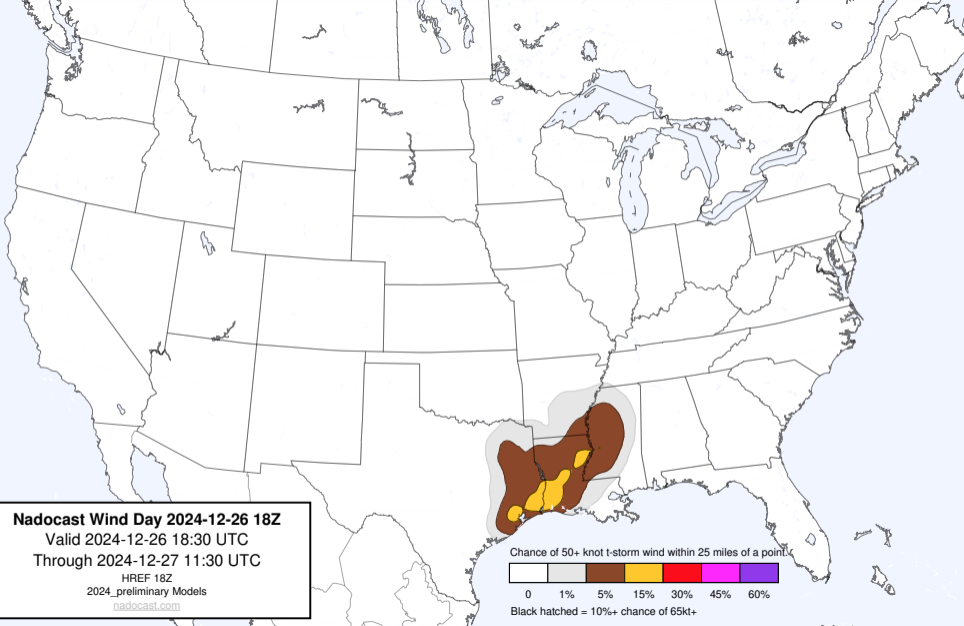 Nadocast Wind Day 2024-12-26 18Z
Valid 2024-12-26 18:30 UTC
Through 2024-12-27 11:30 UTC
HREF 18Z
2024_preliminary Models
nadocast.com
Chance of 50+ knot t-storm wind within 25 miles of a point.
0 1% 5% 15% 30% 45% 60%
Black hatched = 10%+ chance of 65kt+